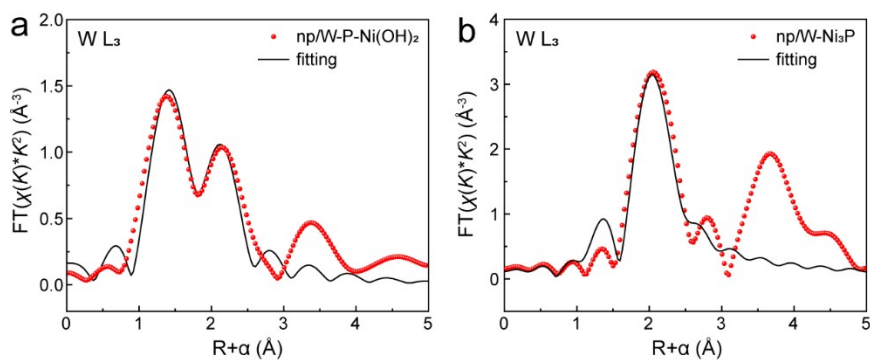 a
W L₃
np/W-P-Ni(OH)₂
fitting
FT(χ(K)*K²) (Å⁻³)
2.0
1.5
1.0
0.5
0.0
0 1 2 3 4 5
R+α (Å)
b
W L₃
np/W-Ni₃P
fitting
FT(χ(K)*K²) (Å⁻³)
4
3
2
1
0
0 1 2 3 4 5
R+α (Å)